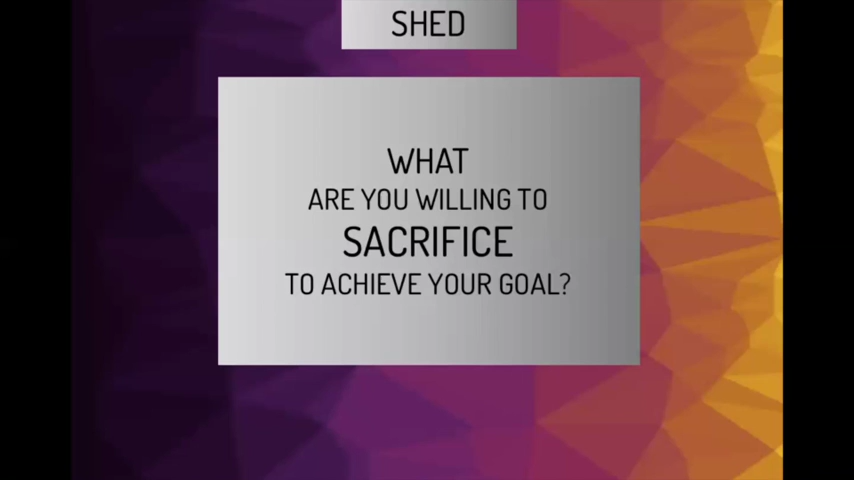 SHED
WHAT
ARE YOU WILLING TO
SACRIFICE
TO ACHIEVE YOUR GOAL?